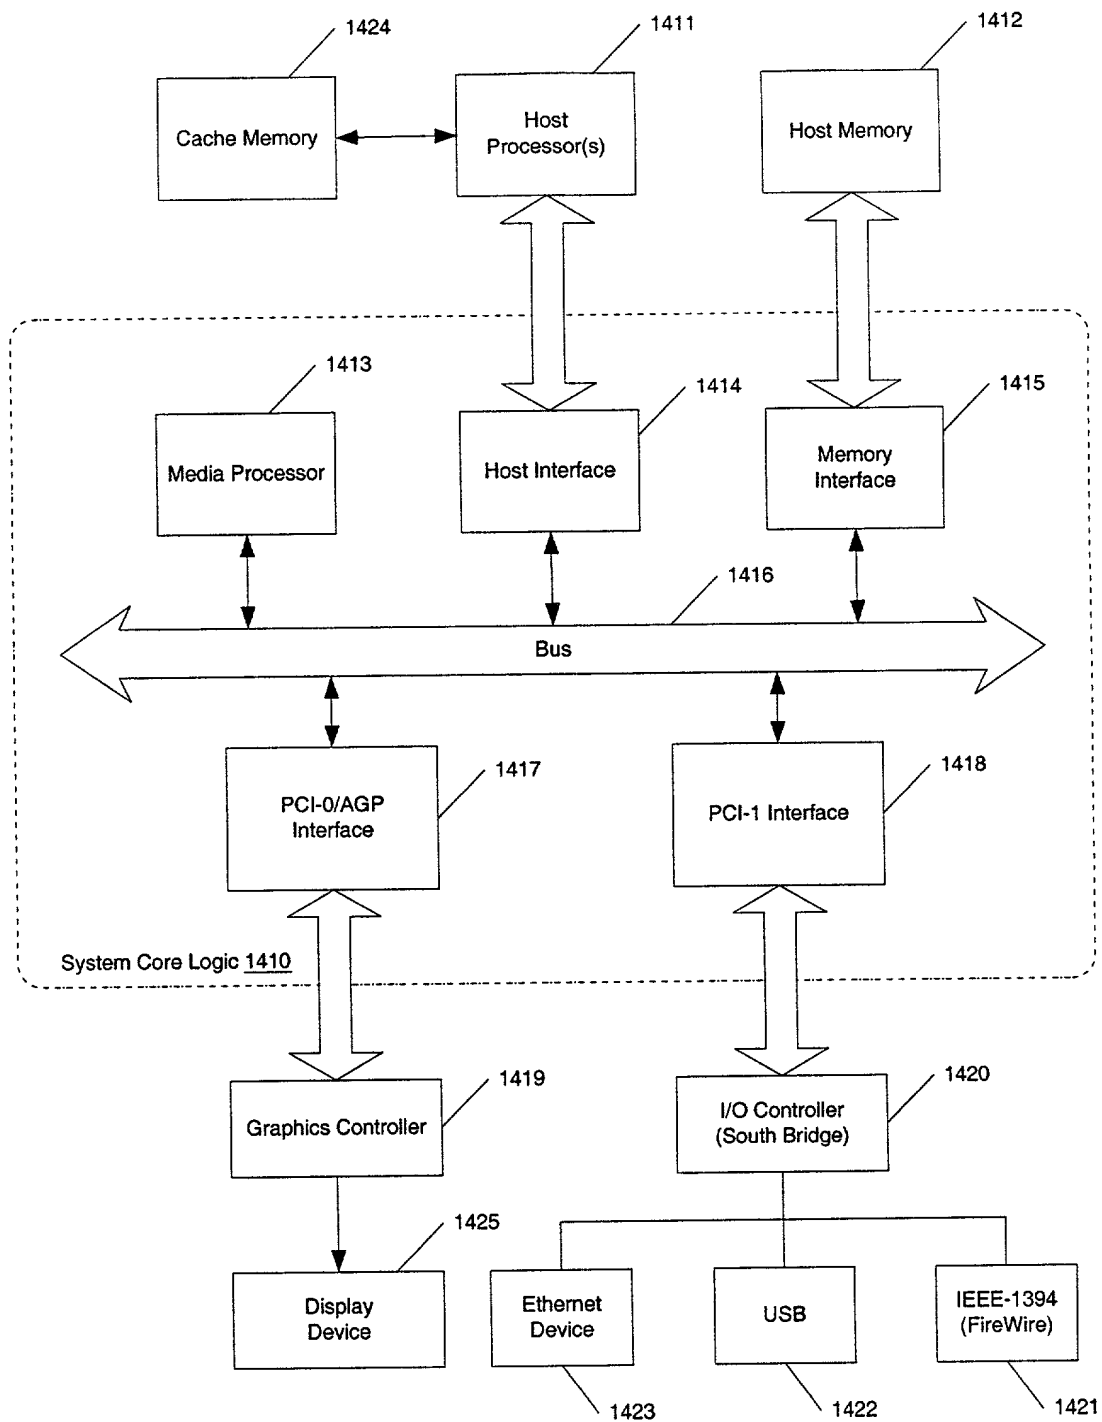 1424
1411
1412
Cache Memory
Host
Processor(s)
Host Memory
1413
1414
1415
Media Processor
Host Interface
Memory
Interface
1416
Bus
1417
1418
PCI-0/AGP
Interface
PCI-1 Interface
System Core Logic 1410
1419
1420
Graphics Controller
I/O Controller
(South Bridge)
1425
Display
Device
Ethernet
Device
USB
IEEE-1394
(FireWire)
1423
1422
1421